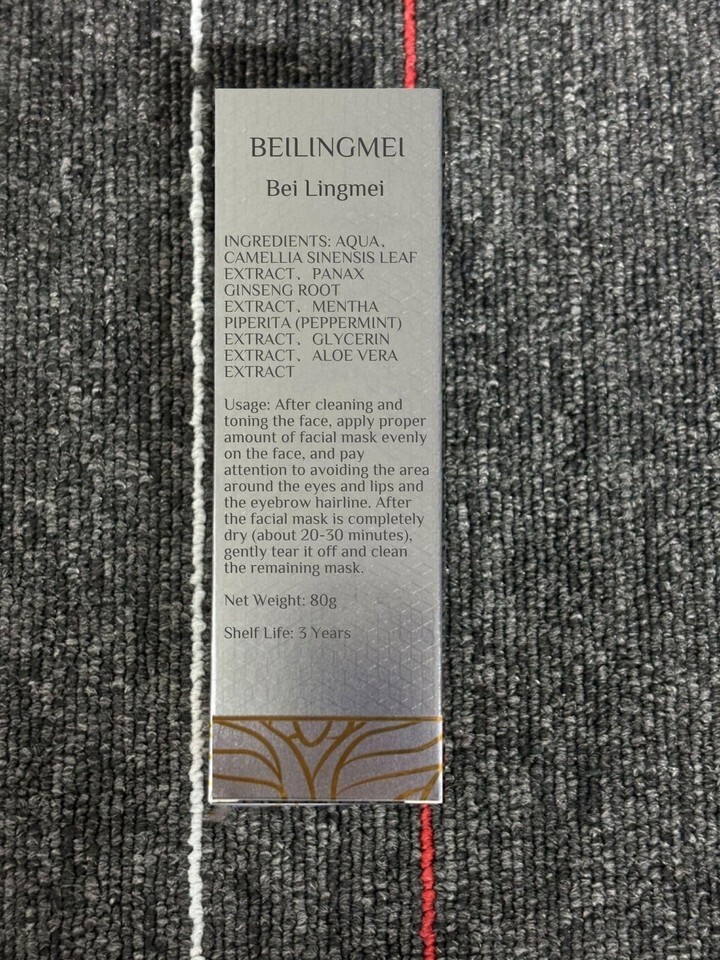 BEILINGMEI
Bei Lingmei
INGREDIENTS: AQUA、
CAMELLIA SINENSIS LEAF
EXTRACT、PANAX
GINSENG ROOT
EXTRACT、MENTHA
PIPERITA (PEPPERMINT)
EXTRACT、GLYCERIN
EXTRACT、ALOE VERA
EXTRACT
Usage: After cleaning and
toning the face, apply proper
amount of facial mask evenly
on the face, and pay
attention to avoiding the area
around the eyes and lips and
the eyebrow hairline. After
the facial mask is completely
dry (about 20-30 minutes),
gently tear it off and clean
the remaining mask.
Net Weight: 80g
Shelf Life: 3 Years